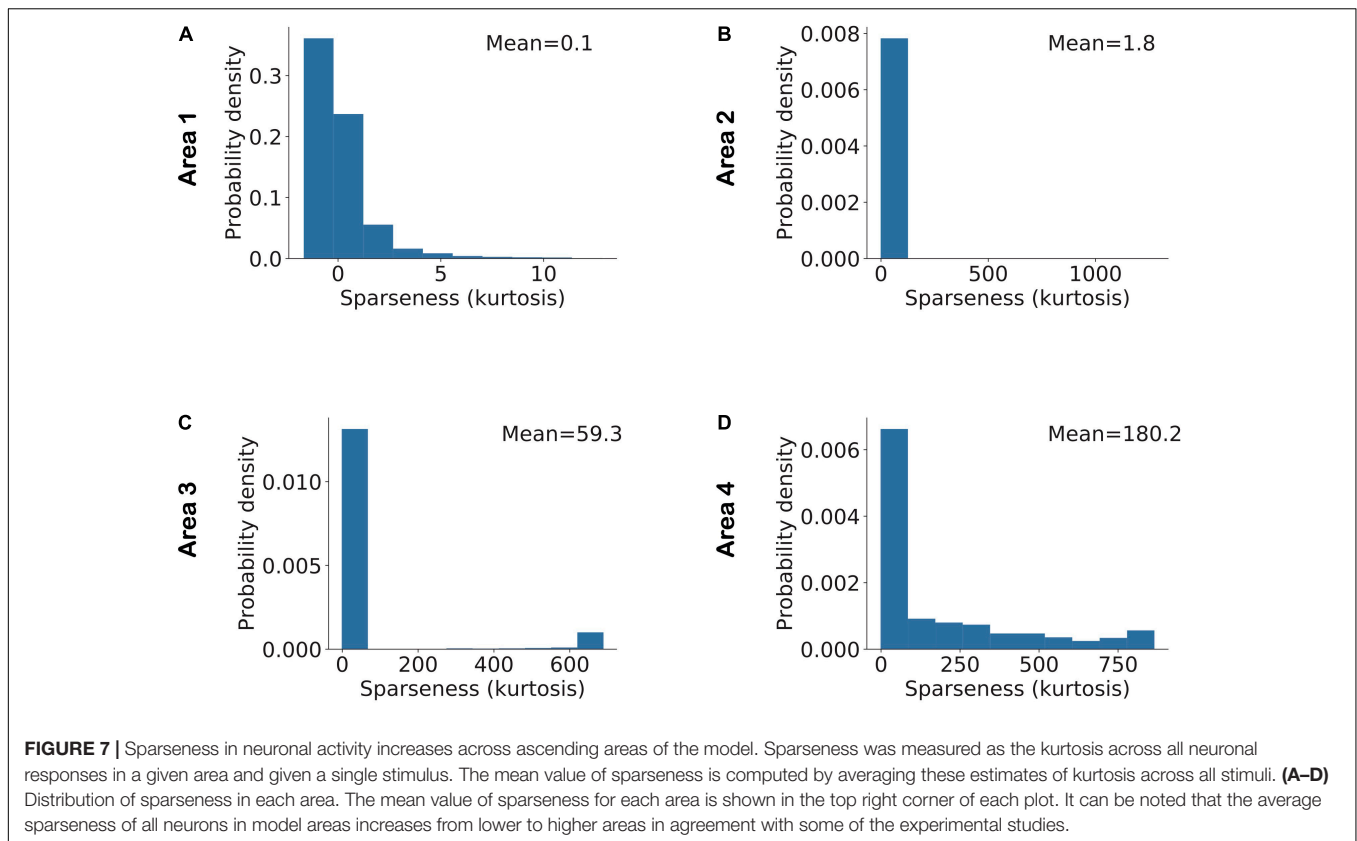 A
Mean=0.1
Area 1
Probability density
0.3
0.2
0.1
0.0
0
5
10
Sparseness (kurtosis)
B
Mean=1.8
Area 2
Probability density
0.008
0.006
0.004
0.002
0.000
0
500
1000
Sparseness (kurtosis)
C
Mean=59.3
Area 3
Probability density
0.010
0.005
0.000
0
200
400
600
Sparseness (kurtosis)
D
Mean=180.2
Area 4
Probability density
0.006
0.004
0.002
0.000
0
250
500
750
Sparseness (kurtosis)
FIGURE 7 | Sparseness in neuronal activity increases across ascending areas of the model. Sparseness was measured as the kurtosis across all neuronal
responses in a given area and given a single stimulus. The mean value of sparseness is computed by averaging these estimates of kurtosis across all stimuli. (A–D)
Distribution of sparseness in each area. The mean value of sparseness for each area is shown in the top right corner of each plot. It can be noted that the average
sparseness of all neurons in model areas increases from lower to higher areas in agreement with some of the experimental studies.